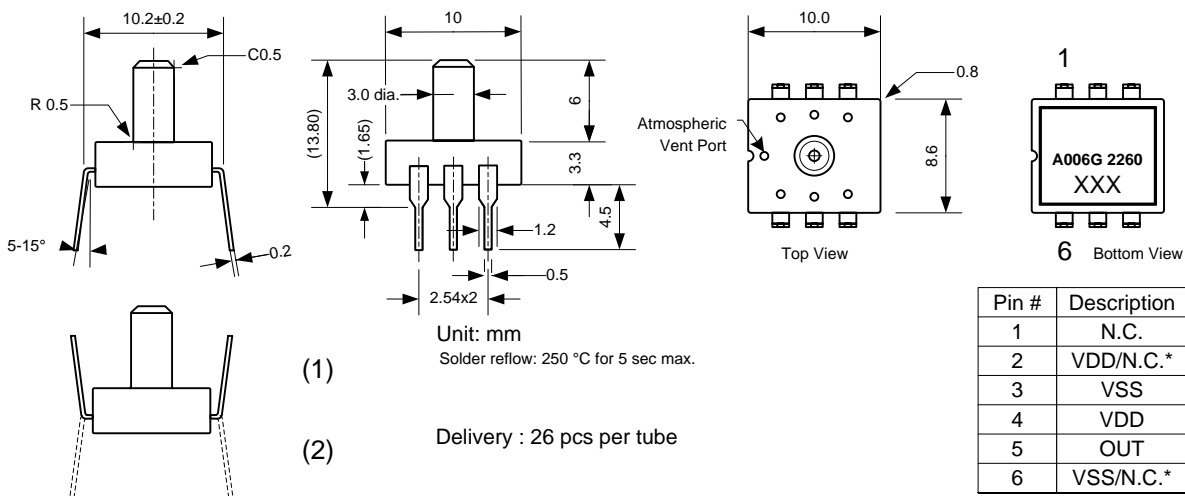 10.2±0.2
C0.5
R 0.5
5-15°
0.2
10
3.0 dia.
(13.80)
(1.65)
6
3.3
4.5
1.2
0.5
2.54x2
10.0
0.8
Atmospheric
Vent Port
8.6
Top View
1
A006G 2260
XXX
6 Bottom View
Unit: mm
Solder reflow: 250 °C for 5 sec max.
(1)
(2)
Delivery : 26 pcs per tube
Pin # Description
1 N.C.
2 VDD/N.C.*
3 VSS
4 VDD
5 OUT
6 VSS/N.C.*